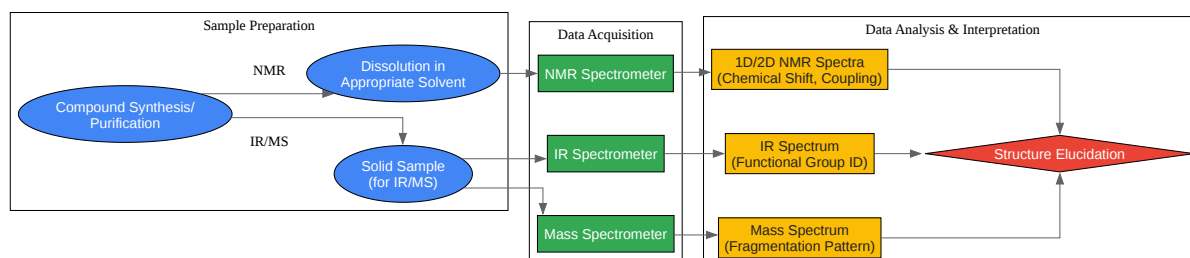 Sample Preparation
NMR
Dissolution in
Appropriate Solvent
Compound Synthesis/
Purification
IR/MS
Solid Sample
(for IR/MS)
Data Acquisition
NMR Spectrometer
IR Spectrometer
Mass Spectrometer
Data Analysis & Interpretation
1D/2D NMR Spectra
(Chemical Shift, Coupling)
IR Spectrum
(Functional Group ID)
Mass Spectrum
(Fragmentation Pattern)
Structure Elucidation